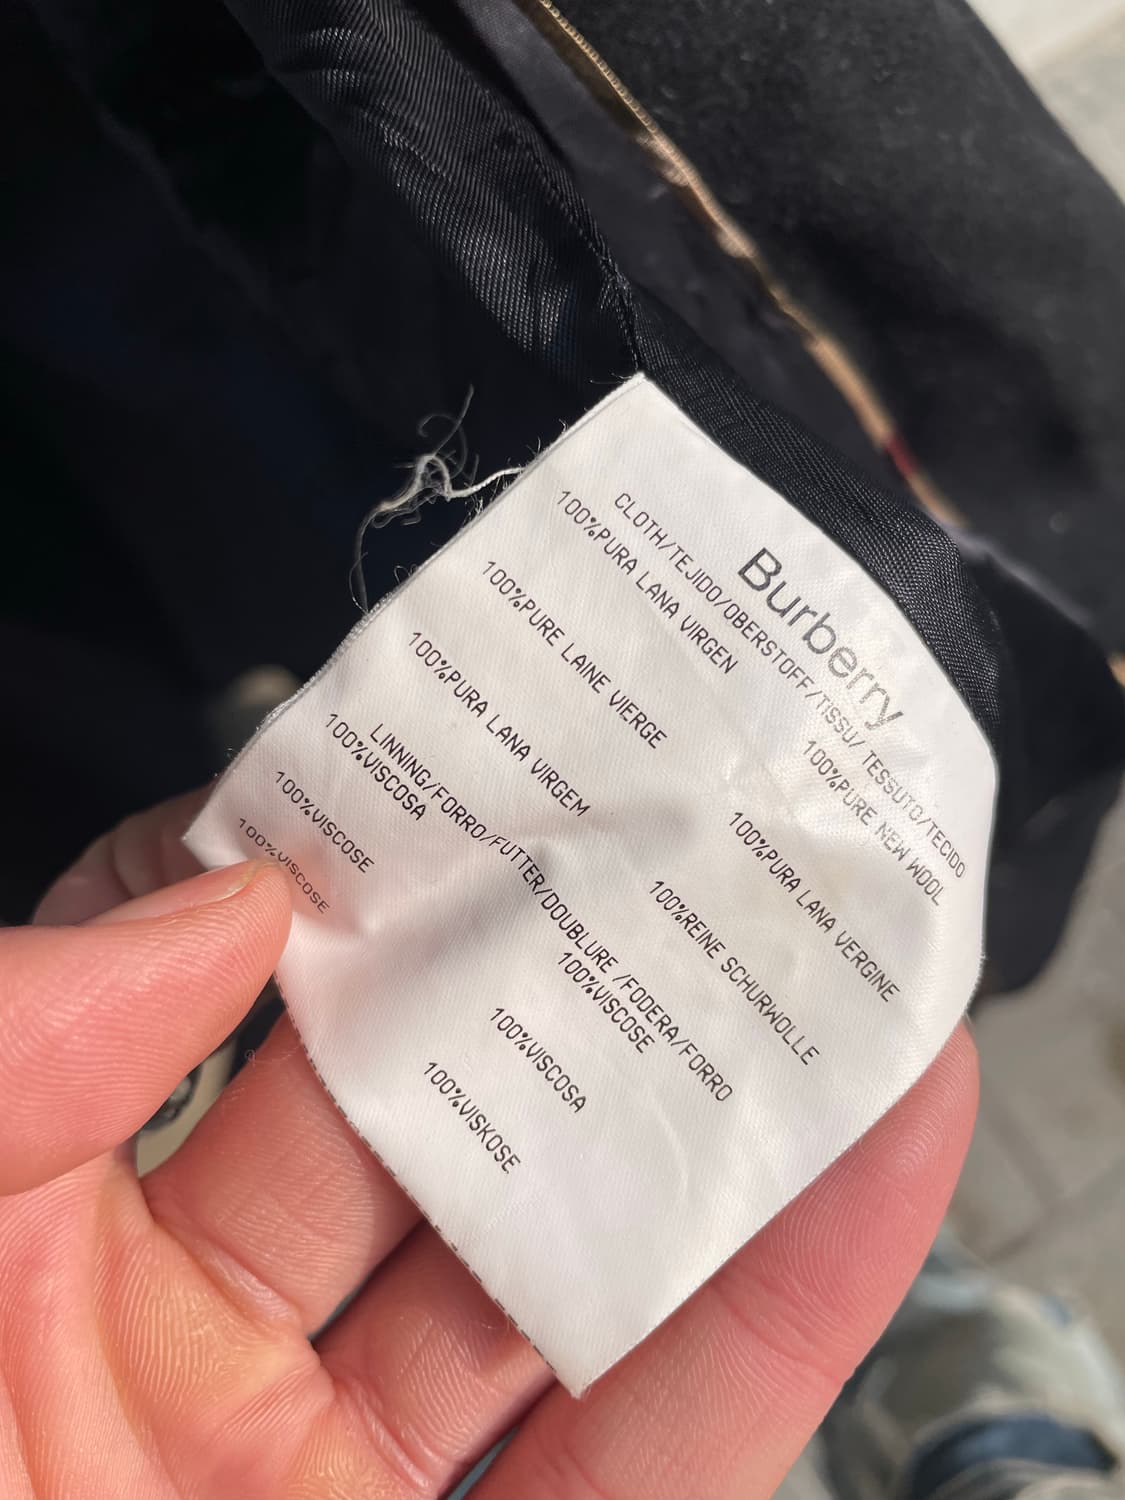 Burberry
CLOTH/TEJIDO/OBERSTOFF/TISSU/ TESSUTO/TECIDO
100%PURA LANA VIRGEN 100%PURE NEW WOOL
100%PURE LAINE VIERGE 100%PURA LANA VERGINE
100%PURA LANA VIRGEM 100%REINE SCHURWOLLE
LINNING/FORRO/FUTTER/DOUBLURE /FODERA/FORRO
100%VISCOSA 100%VISCOSE
100%VISCOSE 100%VISCOSA
100%VISCOSE 100%VISKOSE